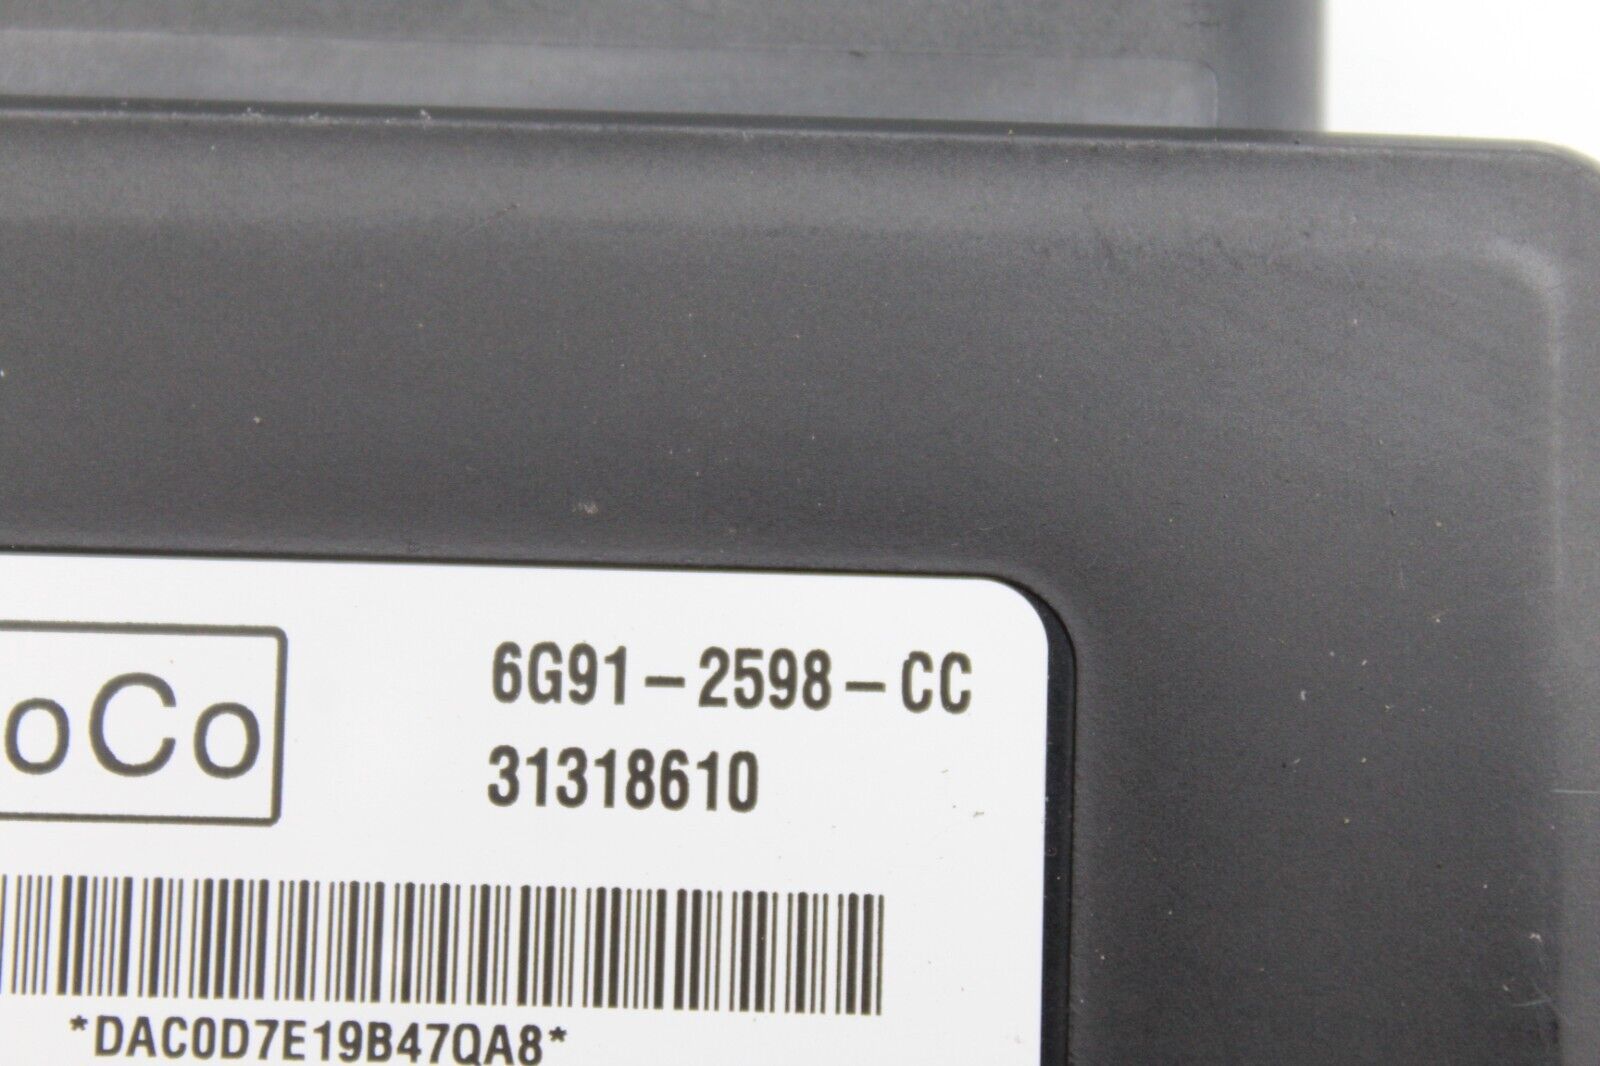 6G91-2598-CC
oCo
31318610
*DAC0D7E19B47QA8*